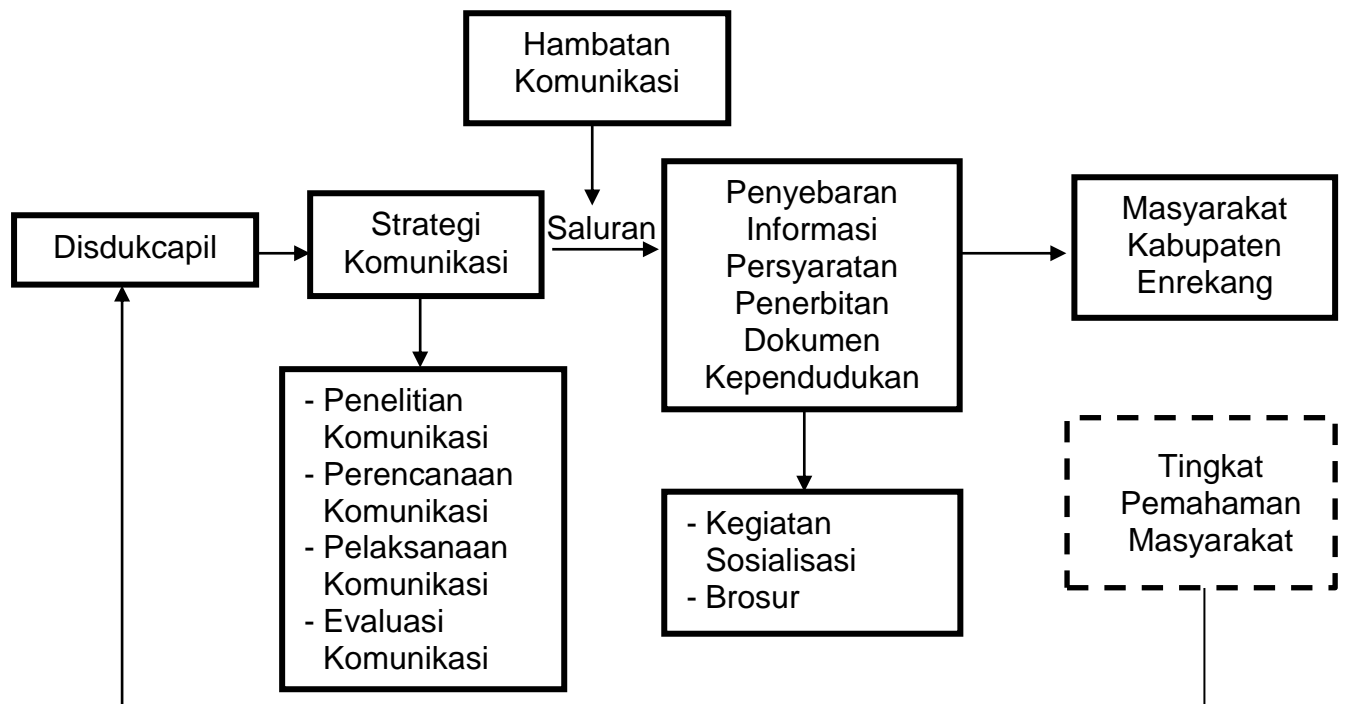 Hambatan
Komunikasi
Disdukcapil
Strategi
Komunikasi
Saluran
Penyebaran
Informasi
Persyaratan
Penerbitan
Dokumen
Kependudukan
Masyarakat
Kabupaten
Enrekang
- Penelitian
Komunikasi
- Perencanaan
Komunikasi
- Pelaksanaan
Komunikasi
- Evaluasi
Komunikasi
- Kegiatan
Sosialisasi
- Brosur
Tingkat
Pemahaman
Masyarakat